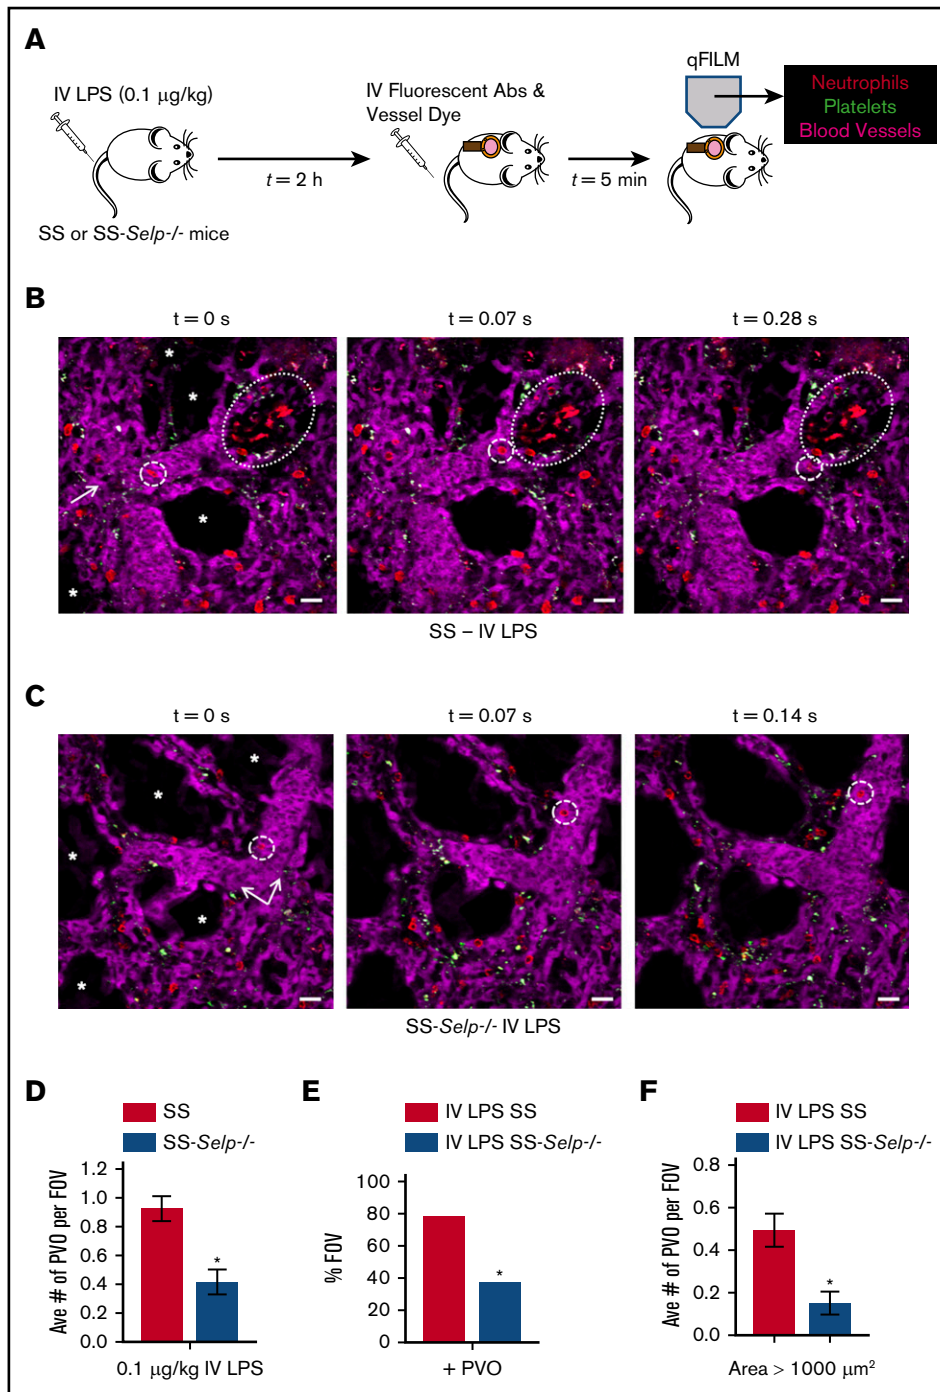 A
IV LPS (0.1 µg/kg)
SS or SS-Selp-/- mice
t = 2 h
IV Fluorescent Abs &
Vessel Dye
t = 5 min
qFILM
Neutrophils
Platelets
Blood Vessels
B
t = 0 s
t = 0.07 s
t = 0.28 s
*
*
*
*
SS – IV LPS
C
t = 0 s
t = 0.07 s
t = 0.14 s
*
*
*
*
*
SS-Selp-/- IV LPS
D
SS
SS-Selp-/-
Ave # of PVO per FOV
1.2
1.0
0.8
0.6
0.4
0.2
0.0
*
0.1 µg/kg IV LPS
E
IV LPS SS
IV LPS SS-Selp-/-
% FOV
100
80
60
40
20
0
*
+ PVO
F
IV LPS SS
IV LPS SS-Selp-/-
Ave # of PVO per FOV
0.8
0.6
0.4
0.2
0.0
*
Area > 1000 µm²